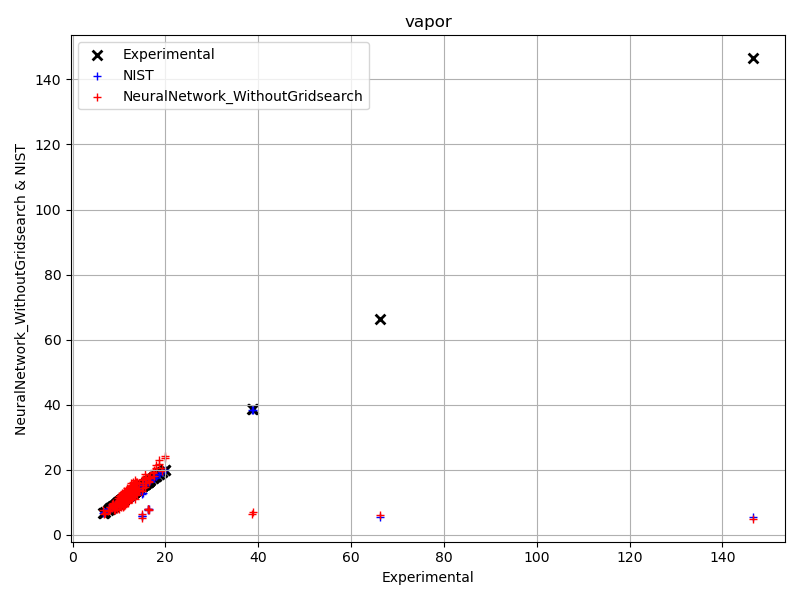 vapor
Experimental
NIST
NeuralNetwork_WithoutGridsearch
NeuralNetwork_WithoutGridsearch & NIST
140
120
100
80
60
40
20
0
0 20 40 60 80 100 120 140
Experimental